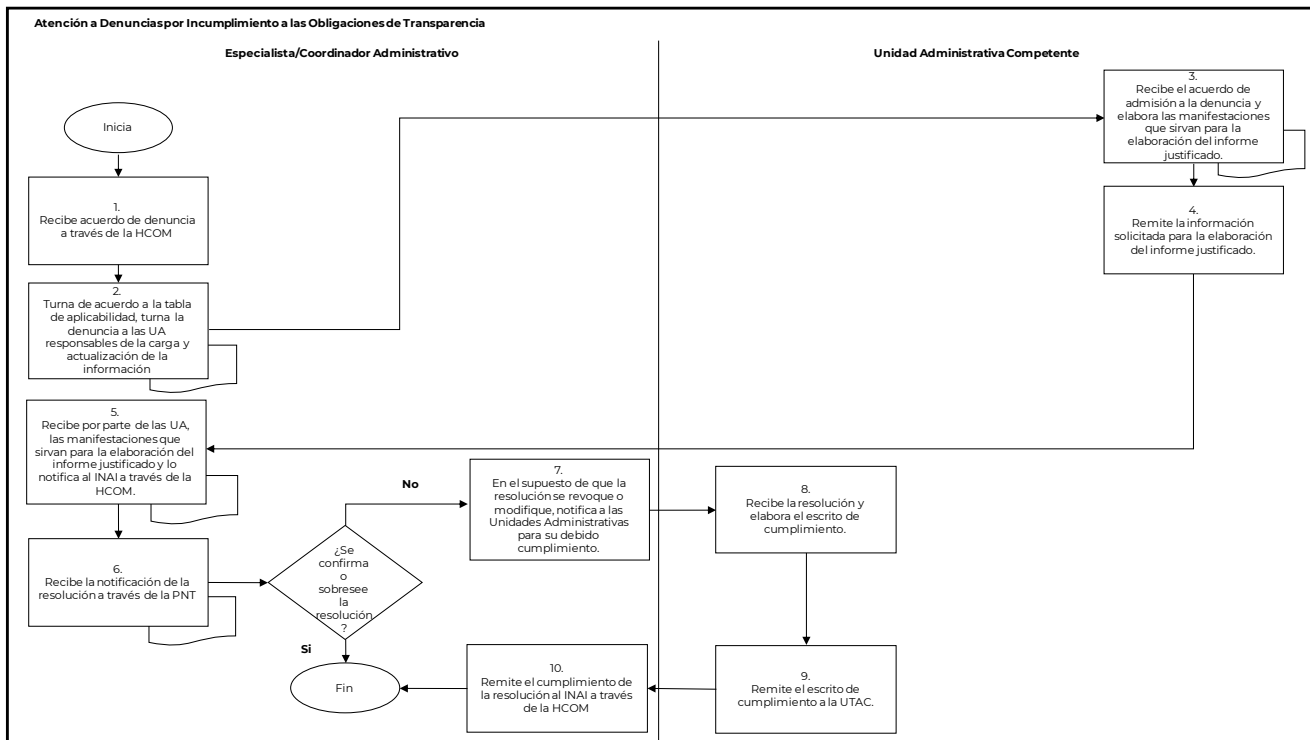 Atención a Denuncias por Incumplimiento a las Obligaciones de Transparencia
Especialista/Coordinador Administrativo
Unidad Administrativa Competente
Inicia
1.
Recibe acuerdo de denuncia
a través de la HCOM
2.
Turna de acuerdo a la tabla
de aplicabilidad, turna la
denuncia a las UA
responsables de la carga y
actualización de la
información
3.
Recibe el acuerdo de
admisión a la denuncia y
elabora las manifestaciones
que sirvan para la
elaboración del informe
justificado.
4.
Remite la información
solicitada para la elaboración
del informe justificado.
5.
Recibe por parte de las UA,
las manifestaciones que
sirvan para la elaboración del
informe justificado y lo
notifica al INAI a través de la
HCOM.
6.
Recibe la notificación de la
resolución a través de la PNT
¿Se
confirma
o
sobresee
la
resolución
?
No
Si
7.
En el supuesto de que la
resolución se revoque o
modifique, notifica a las
Unidades Administrativas
para su debido
cumplimiento.
8.
Recibe la resolución y
elabora el escrito de
cumplimiento.
9.
Remite el escrito de
cumplimiento a la UTAC.
10.
Remite el cumplimiento de
la resolución al INAI a través
de la HCOM
Fin